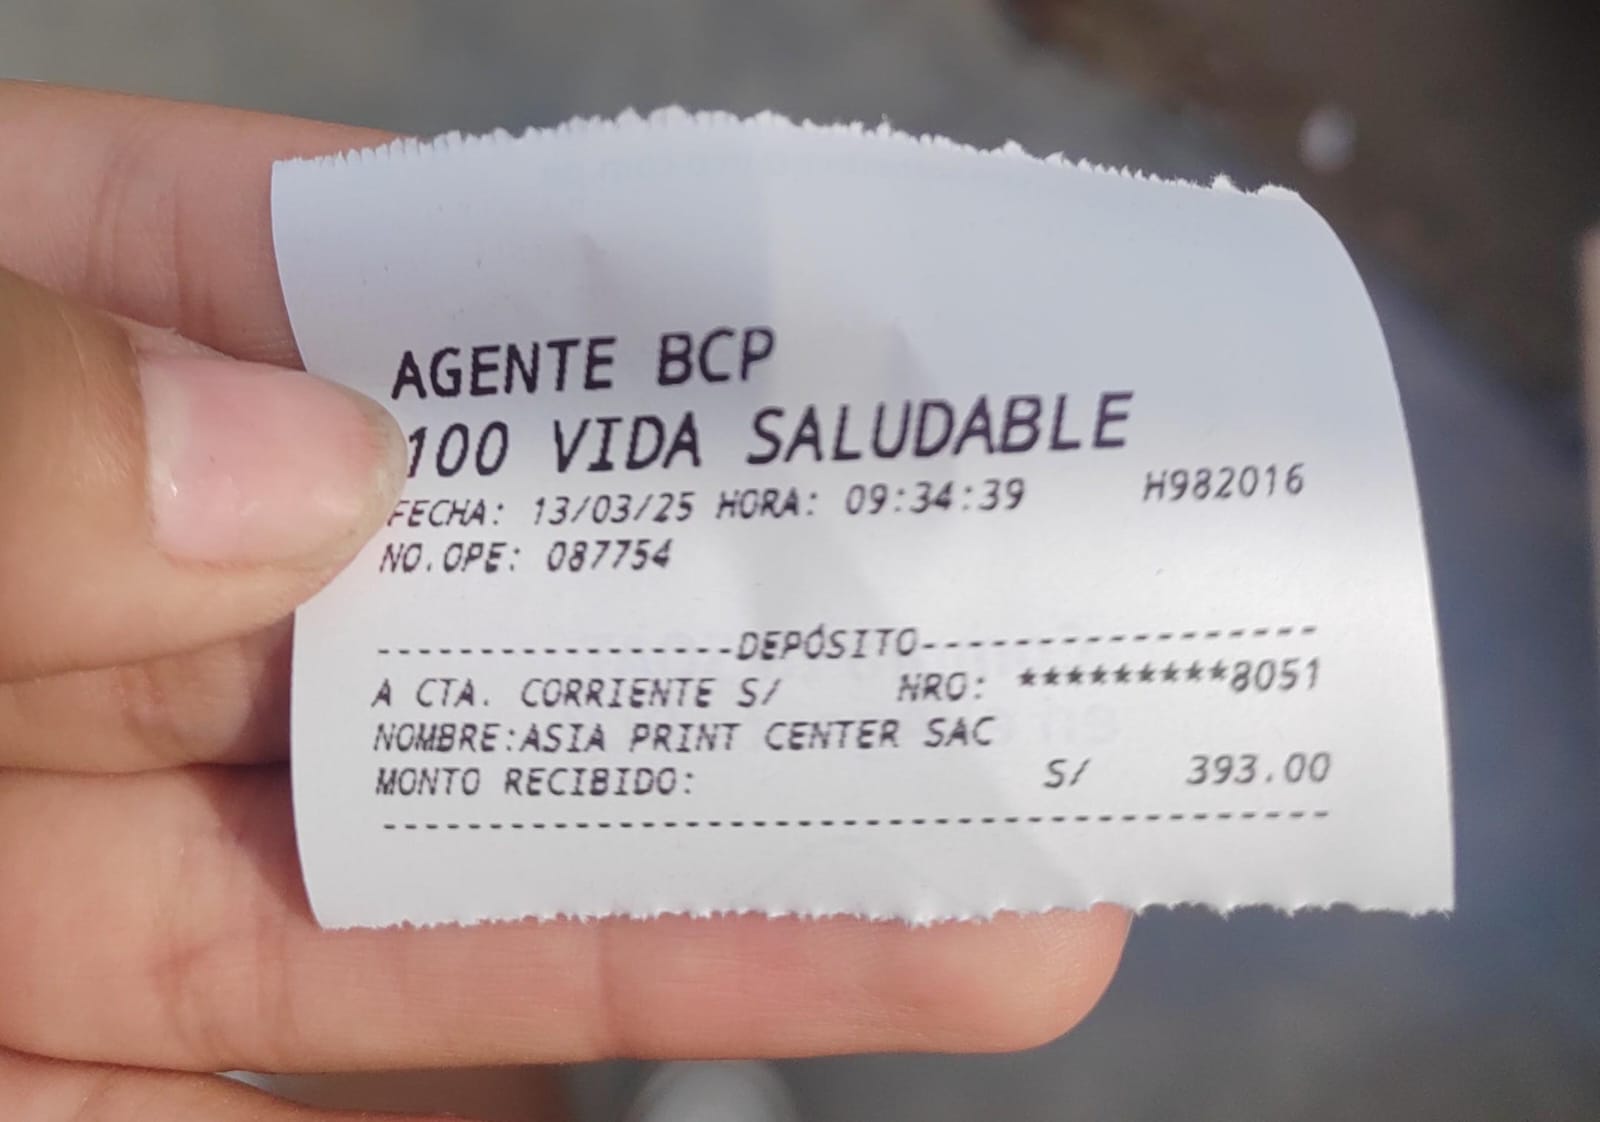 AGENTE BCP
100 VIDA SALUDABLE
FECHA: 13/03/25 HORA: 09:34:39 H982016
NO.OPE: 087754
-----------------DEPÓSITO-------------------
A CTA. CORRIENTE S/ NRO: *********8051
NOMBRE:ASIA PRINT CENTER SAC
MONTO RECIBIDO: S/ 393.00
--------------------------------------------